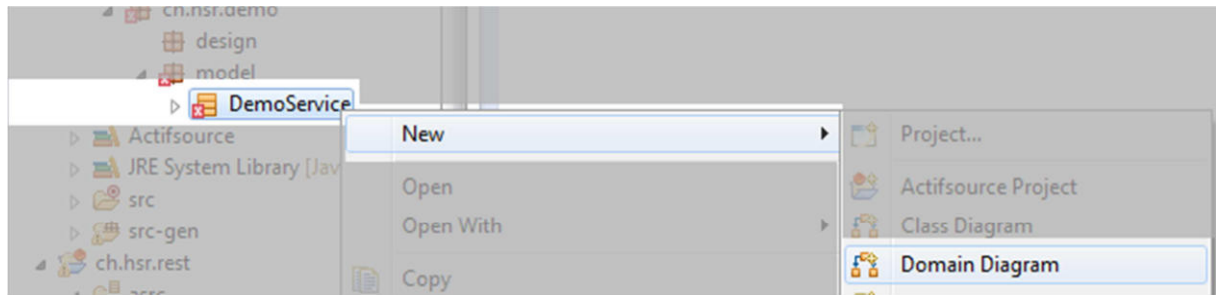 ch.hsr.demo
design
model
DemoService
Actifsource
JRE System Library [Jav
src
src-gen
ch.hsr.rest
asrc
New
Open
Open With
Copy
Project...
Actifsource Project
Class Diagram
Domain Diagram